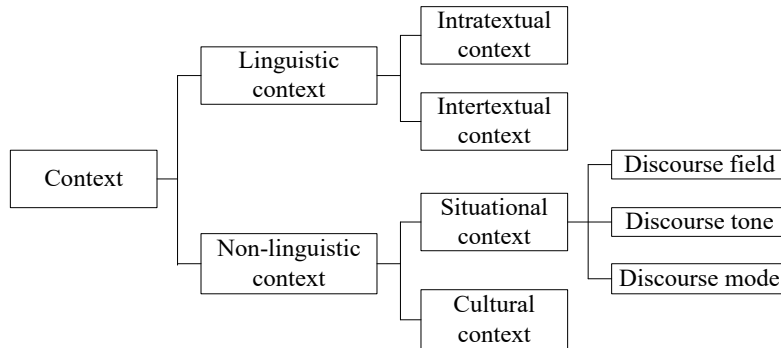 Context
Linguistic
context
Non-linguistic
context
Intratextual
context
Intertextual
context
Situational
context
Cultural
context
Discourse field
Discourse tone
Discourse mode